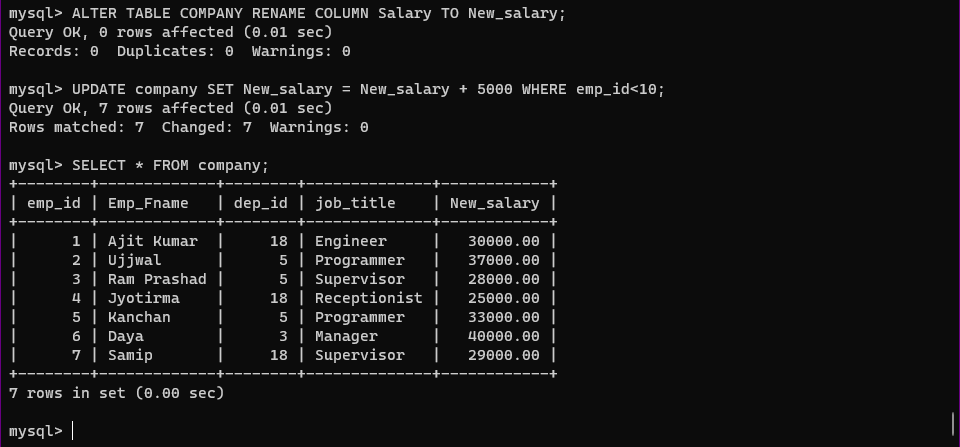 mysql> ALTER TABLE COMPANY RENAME COLUMN Salary TO New_salary;
Query OK, 0 rows affected (0.01 sec)
Records: 0  Duplicates: 0  Warnings: 0

mysql> UPDATE company SET New_salary = New_salary + 5000 WHERE emp_id<10;
Query OK, 7 rows affected (0.01 sec)
Rows matched: 7  Changed: 7  Warnings: 0

mysql> SELECT * FROM company;
+--------+-------------+--------+--------------+------------+
| emp_id | Emp_Fname   | dep_id | job_title    | New_salary |
+--------+-------------+--------+--------------+------------+
|      1 | Ajit Kumar  |     18 | Engineer     |   30000.00 |
|      2 | Ujjwal      |      5 | Programmer   |   37000.00 |
|      3 | Ram Prashad |      5 | Supervisor   |   28000.00 |
|      4 | Jyotirma    |     18 | Receptionist |   25000.00 |
|      5 | Kanchan     |      5 | Programmer   |   33000.00 |
|      6 | Daya        |      3 | Manager      |   40000.00 |
|      7 | Samip       |     18 | Supervisor   |   29000.00 |
+--------+-------------+--------+--------------+------------+
7 rows in set (0.00 sec)

mysql>